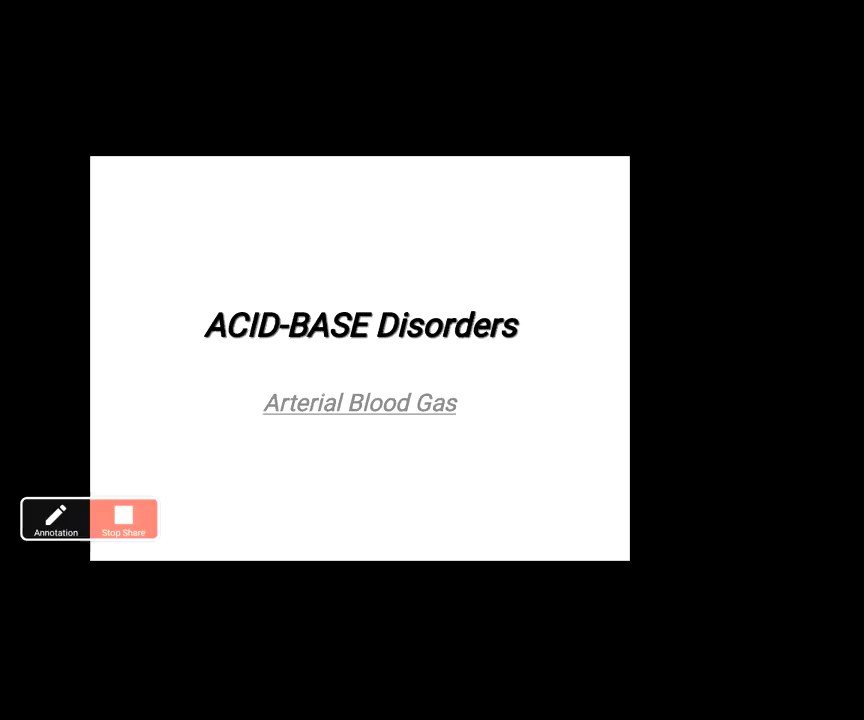 ACID-BASE Disorders
Arterial Blood Gas
Annotation
Stop Share